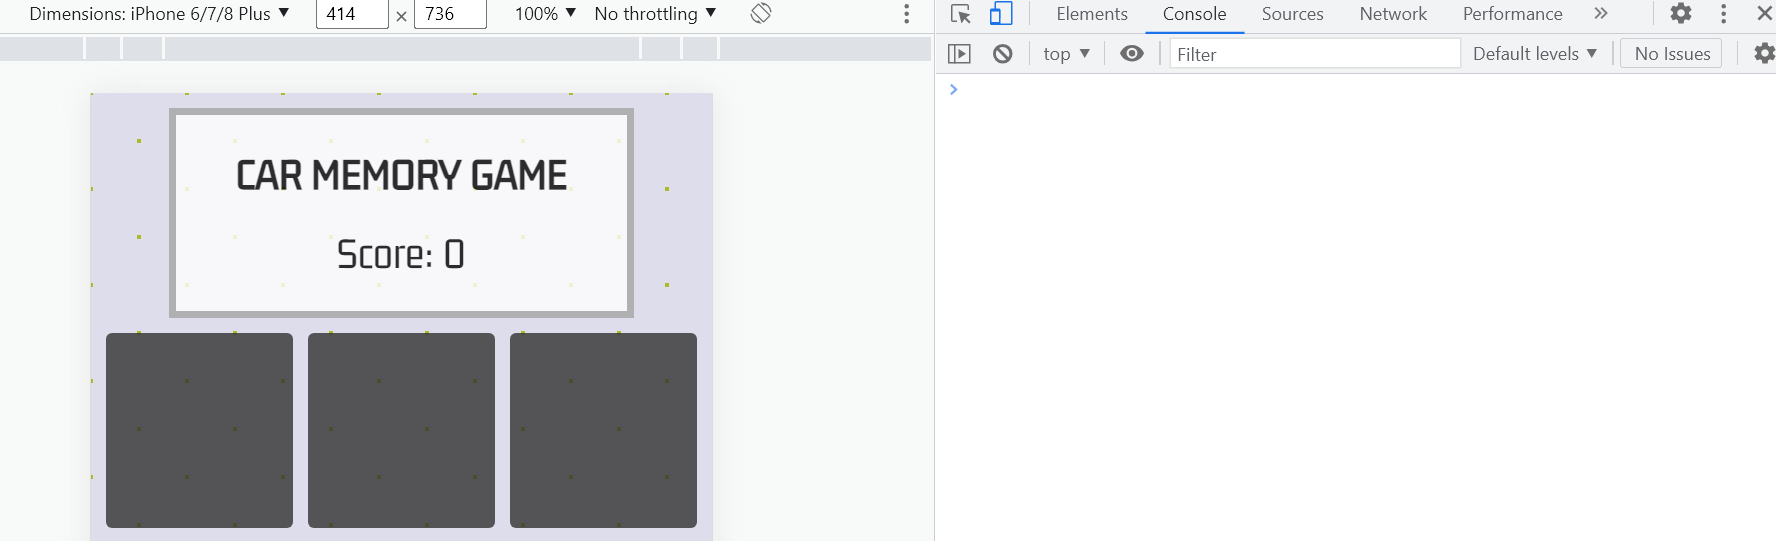 Dimensions: iPhone 6/7/8 Plus ▼ 414 × 736 100% ▼ No throttling ▼
Elements Console Sources Network Performance »
top ▼ Filter Default levels ▼ No Issues
CAR MEMORY GAME
Score: 0